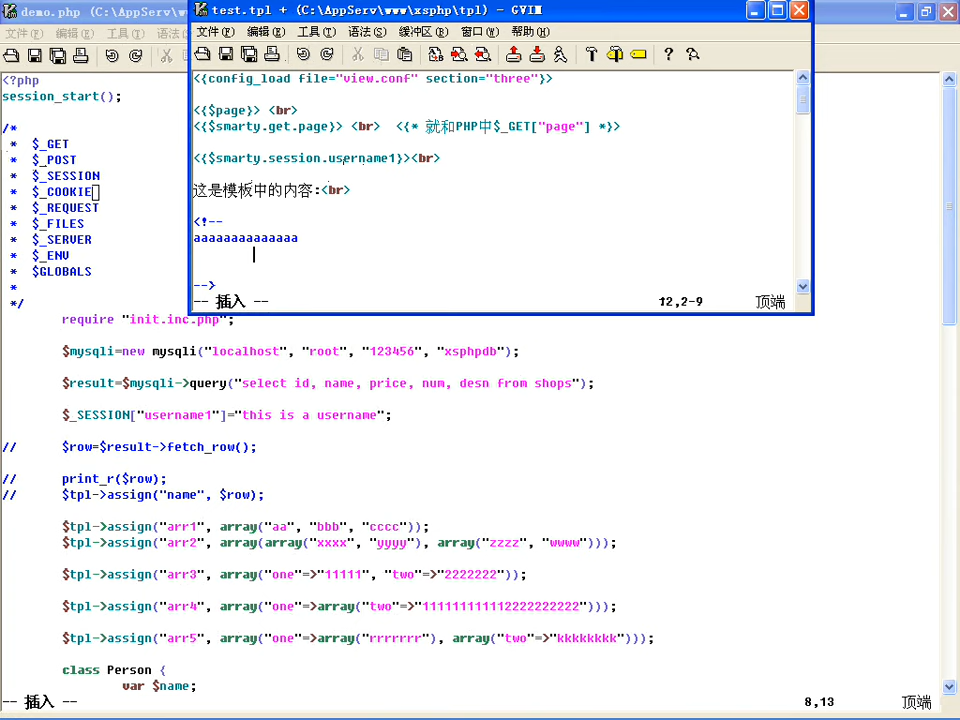 demo.php (C:\AppServ\w
文件(F) 编辑(E) 工具(T) 语法(
<?php
session_start();
/*
* $_GET
* $_POST
* $_SESSION
* $_COOKIE
* $_REQUEST
* $_FILES
* $_SERVER
* $_ENV
* $GLOBALS
*
*/
require "init.inc.php";
$mysqli=new mysqli("localhost", "root", "123456", "xsphpdb");
$result=$mysqli->query("select id, name, price, num, desn from shops");
$_SESSION["username1"]="this is a username";
// $row=$result->fetch_row();
// print_r($row);
// $tpl->assign("name", $row);
$tpl->assign("arr1", array("aa", "bbb", "cccc"));
$tpl->assign("arr2", array(array("xxxx", "yyyy"), array("zzzz", "wwww")));
$tpl->assign("arr3", array("one"=>"11111", "two"=>"2222222"));
$tpl->assign("arr4", array("one"=>array("two"=>"111111111112222222222")));
$tpl->assign("arr5", array("one"=>array("rrrrrrr"), array("two"=>"kkkkkkkk")));
class Person {
var $name;
-- 插入 -- 8,13 顶端
test.tpl + (C:\AppServ\www\xsphp\tpl) - GVIM
文件(F) 编辑(E) 工具(T) 语法(S) 缓冲区(B) 窗口(W) 帮助(H)
<{config_load file="view.conf" section="three"}>
<{$page}> <br>
<{$smarty.get.page}> <br> <{* 就和PHP中$_GET["page"] *}>
<{$smarty.session.username1}><br>
这是模板中的内容:<br>
<!--
aaaaaaaaaaaaaa
-->
-- 插入 -- 12,2-9 顶端